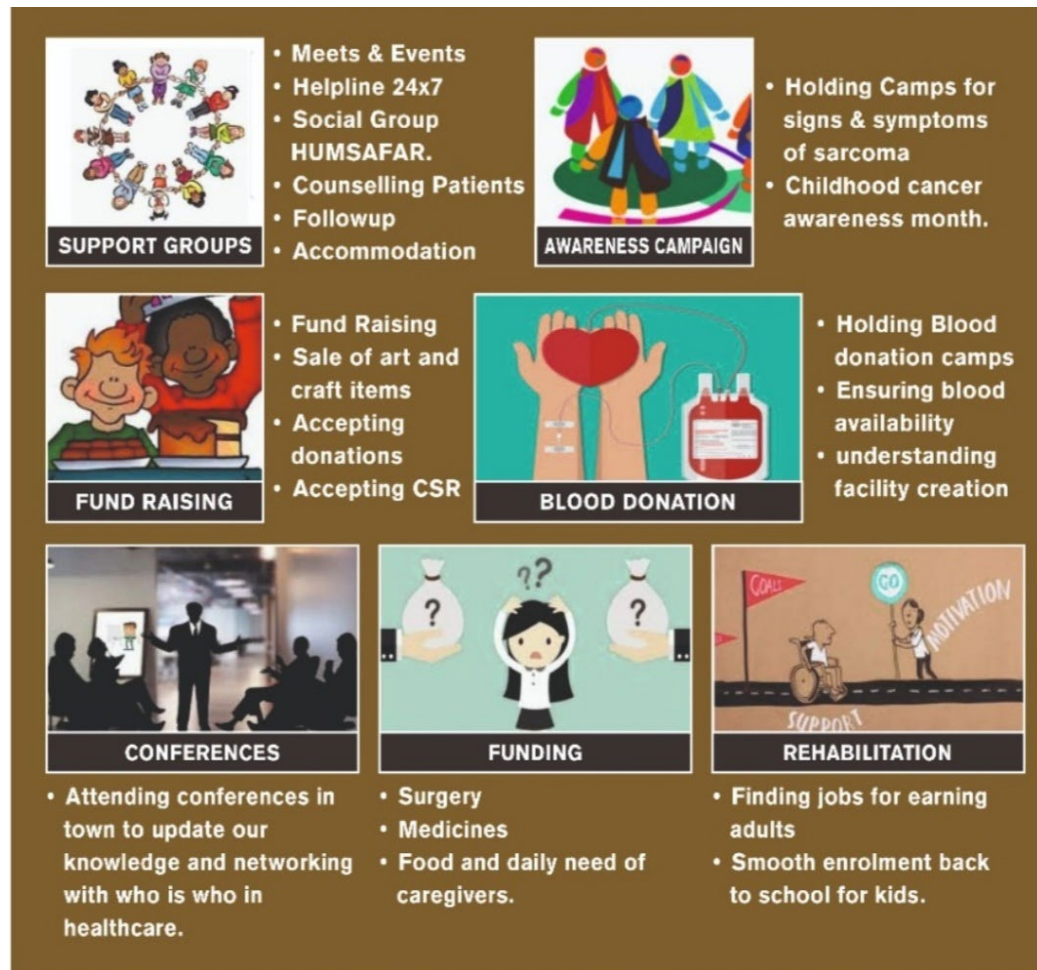 SUPPORT GROUPS
• Meets & Events
• Helpline 24x7
• Social Group
HUMSAFAR.
• Counselling Patients
• Followup
• Accommodation
AWARENESS CAMPAIGN
• Holding Camps for
signs & symptoms
of sarcoma
• Childhood cancer
awareness month.
FUND RAISING
• Fund Raising
• Sale of art and
craft items
• Accepting
donations
• Accepting CSR
BLOOD DONATION
• Holding Blood
donation camps
• Ensuring blood
availability
• understanding
facility creation
CONFERENCES
• Attending conferences in
town to update our
knowledge and networking
with who is who in
healthcare.
??
?
?
FUNDING
• Surgery
• Medicines
• Food and daily need of
caregivers.
GOALS
GO
MOTIVATION
SUPPORT
REHABILITATION
• Finding jobs for earning
adults
• Smooth enrolment back
to school for kids.